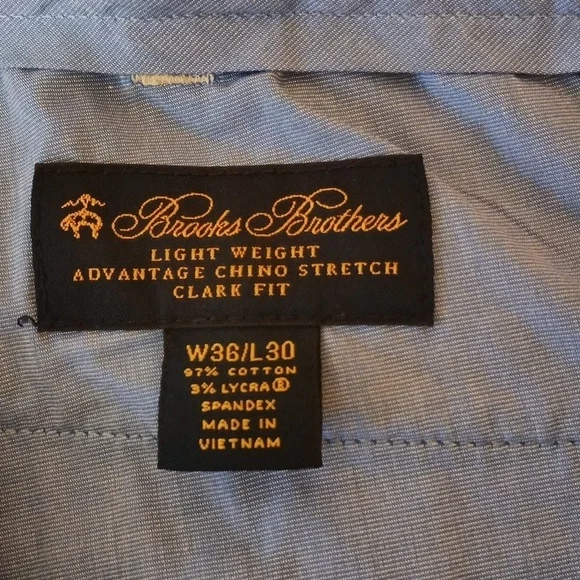 Brooks Brothers
LIGHT WEIGHT
ADVANTAGE CHINO STRETCH
CLARK FIT
W36/L30
97% COTTON
3% LYCRA®
SPANDEX
MADE IN
VIETNAM